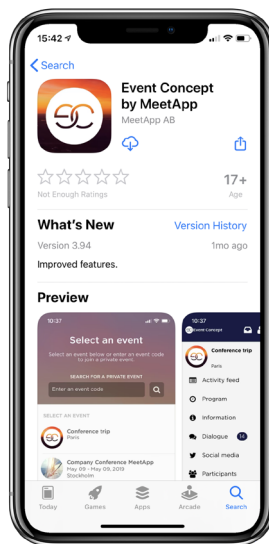 15:42
Search
Event Concept
by MeetApp
MeetApp AB
Not Enough Ratings
17+
Age
What's New
Version History
Version 3.94
1mo ago
Improved features.
Preview
10:37
Select an event
Select an event below or enter an event code
to join a private event.
SEARCH FOR A PRIVATE EVENT
Enter an event code
SELECT AN EVENT
Conference trip
Paris
Company Conference MeetApp
May 09 - May 09, 2019
Stockholm
10:37
Event Concept
Conference trip
Paris
Activity feed
Program
Information
Dialogue
Social media
Participants
Today
Games
Apps
Arcade
Search